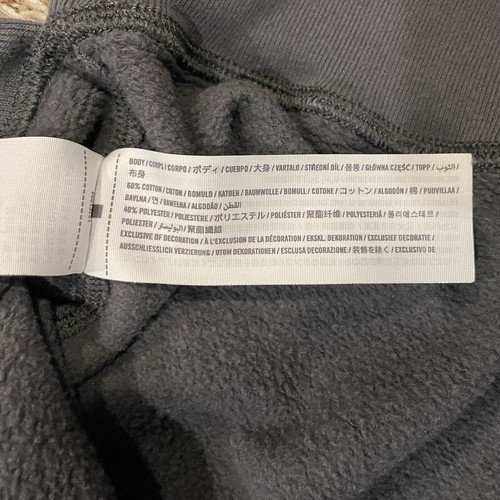 BODY / CORPS / CORPO / ボディ / CUERPO / 大身 / VARTALO / STŘEDNÍ DÍL / 몸통 / GŁÓWNA CZĘŚĆ / TOPP / الثوب /
布身
60% COTTON / COTON / BOMULD / KATOEN / BAUMWOLLE / BOMULL / COTONE / コットン / ALGODÓN / 棉 / PUUVILLAA /
BAVLNA / 면 / BAWEŁNA / ALGODÃO / القطن
40% POLYESTER / POLIESTERE / ポリエステル / POLIÉSTER / 聚酯纖維 / POLYESTERIÄ / 폴리에스테르 /
POLIESTER / البوليستر / 聚酯纖維
EXCLUSIVE OF DECORATION / À L'EXCLUSION DE LA DÉCORATION / EKSKL. DEKORATION / EXCLUSIEF DECORATIE /
AUSSCHLIESSLICH VERZIERUNG / UTOM DEKORATIONEN / ESCLUSA DECORAZIONE / 装飾を除く / EXCLUSIVO DE